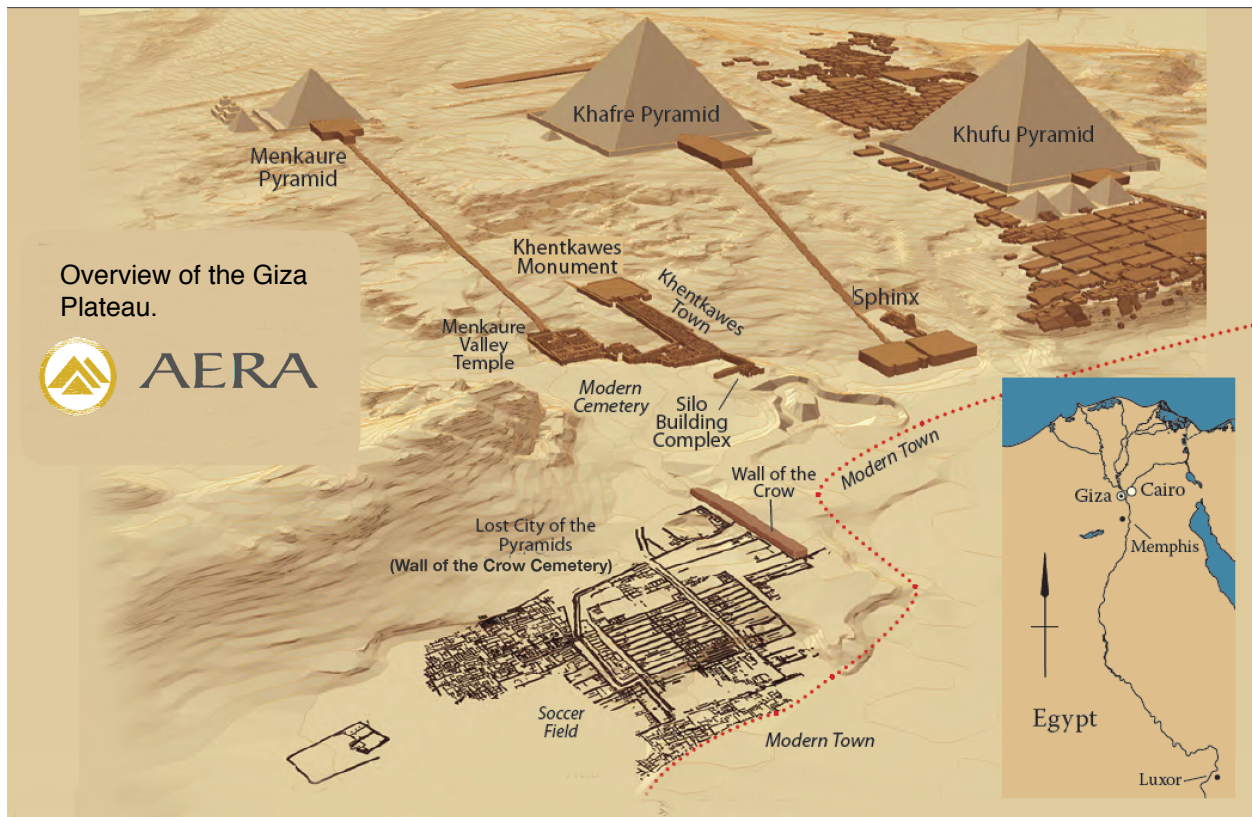 Khafre Pyramid
Khufu Pyramid
Menkaure
Pyramid
Khentkawes
Monument
Khentkawes
Town
Sphinx
Overview of the Giza
Plateau.
AERA
Menkaure
Valley
Temple
Modern
Cemetery
Silo
Building
Complex
Modern Town
Wall of the
Crow
Lost City of the
Pyramids
(Wall of the Crow Cemetery)
Soccer
Field
Modern Town
Giza
Cairo
Memphis
Egypt
Luxor